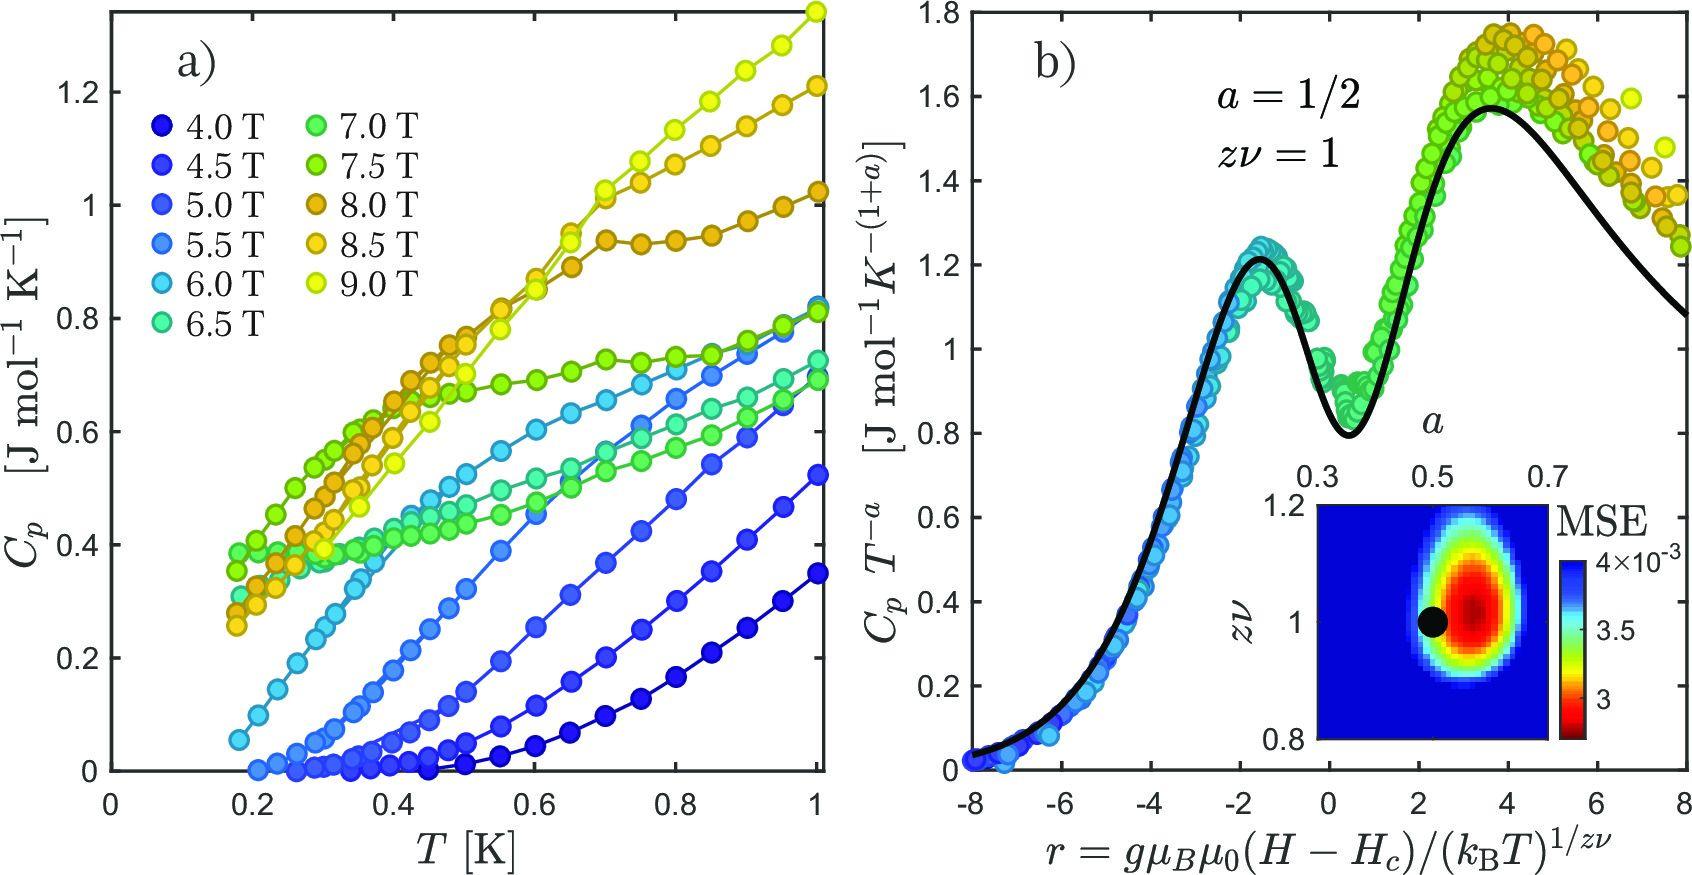 a)
4.0 T
4.5 T
5.0 T
5.5 T
6.0 T
6.5 T
7.0 T
7.5 T
8.0 T
8.5 T
9.0 T
1.2
1
0.8
0.6
0.4
0.2
0
0
0.2
0.4
0.6
0.8
1
C_p [J mol⁻¹ K⁻¹]
T [K]
b)
a = 1/2
zν = 1
1.8
1.6
1.4
1.2
1
0.8
0.6
0.4
0.2
0
-8
-6
-4
-2
0
2
4
6
8
C_p T⁻ᵃ [J mol⁻¹K⁻⁽¹⁺ᵃ⁾]
r = gμ_Bμ₀(H − H_c)/(k_BT)^{1/zν}
a
0.3
0.5
0.7
1.2
1
0.8
zν
MSE
4×10⁻³
3.5
3